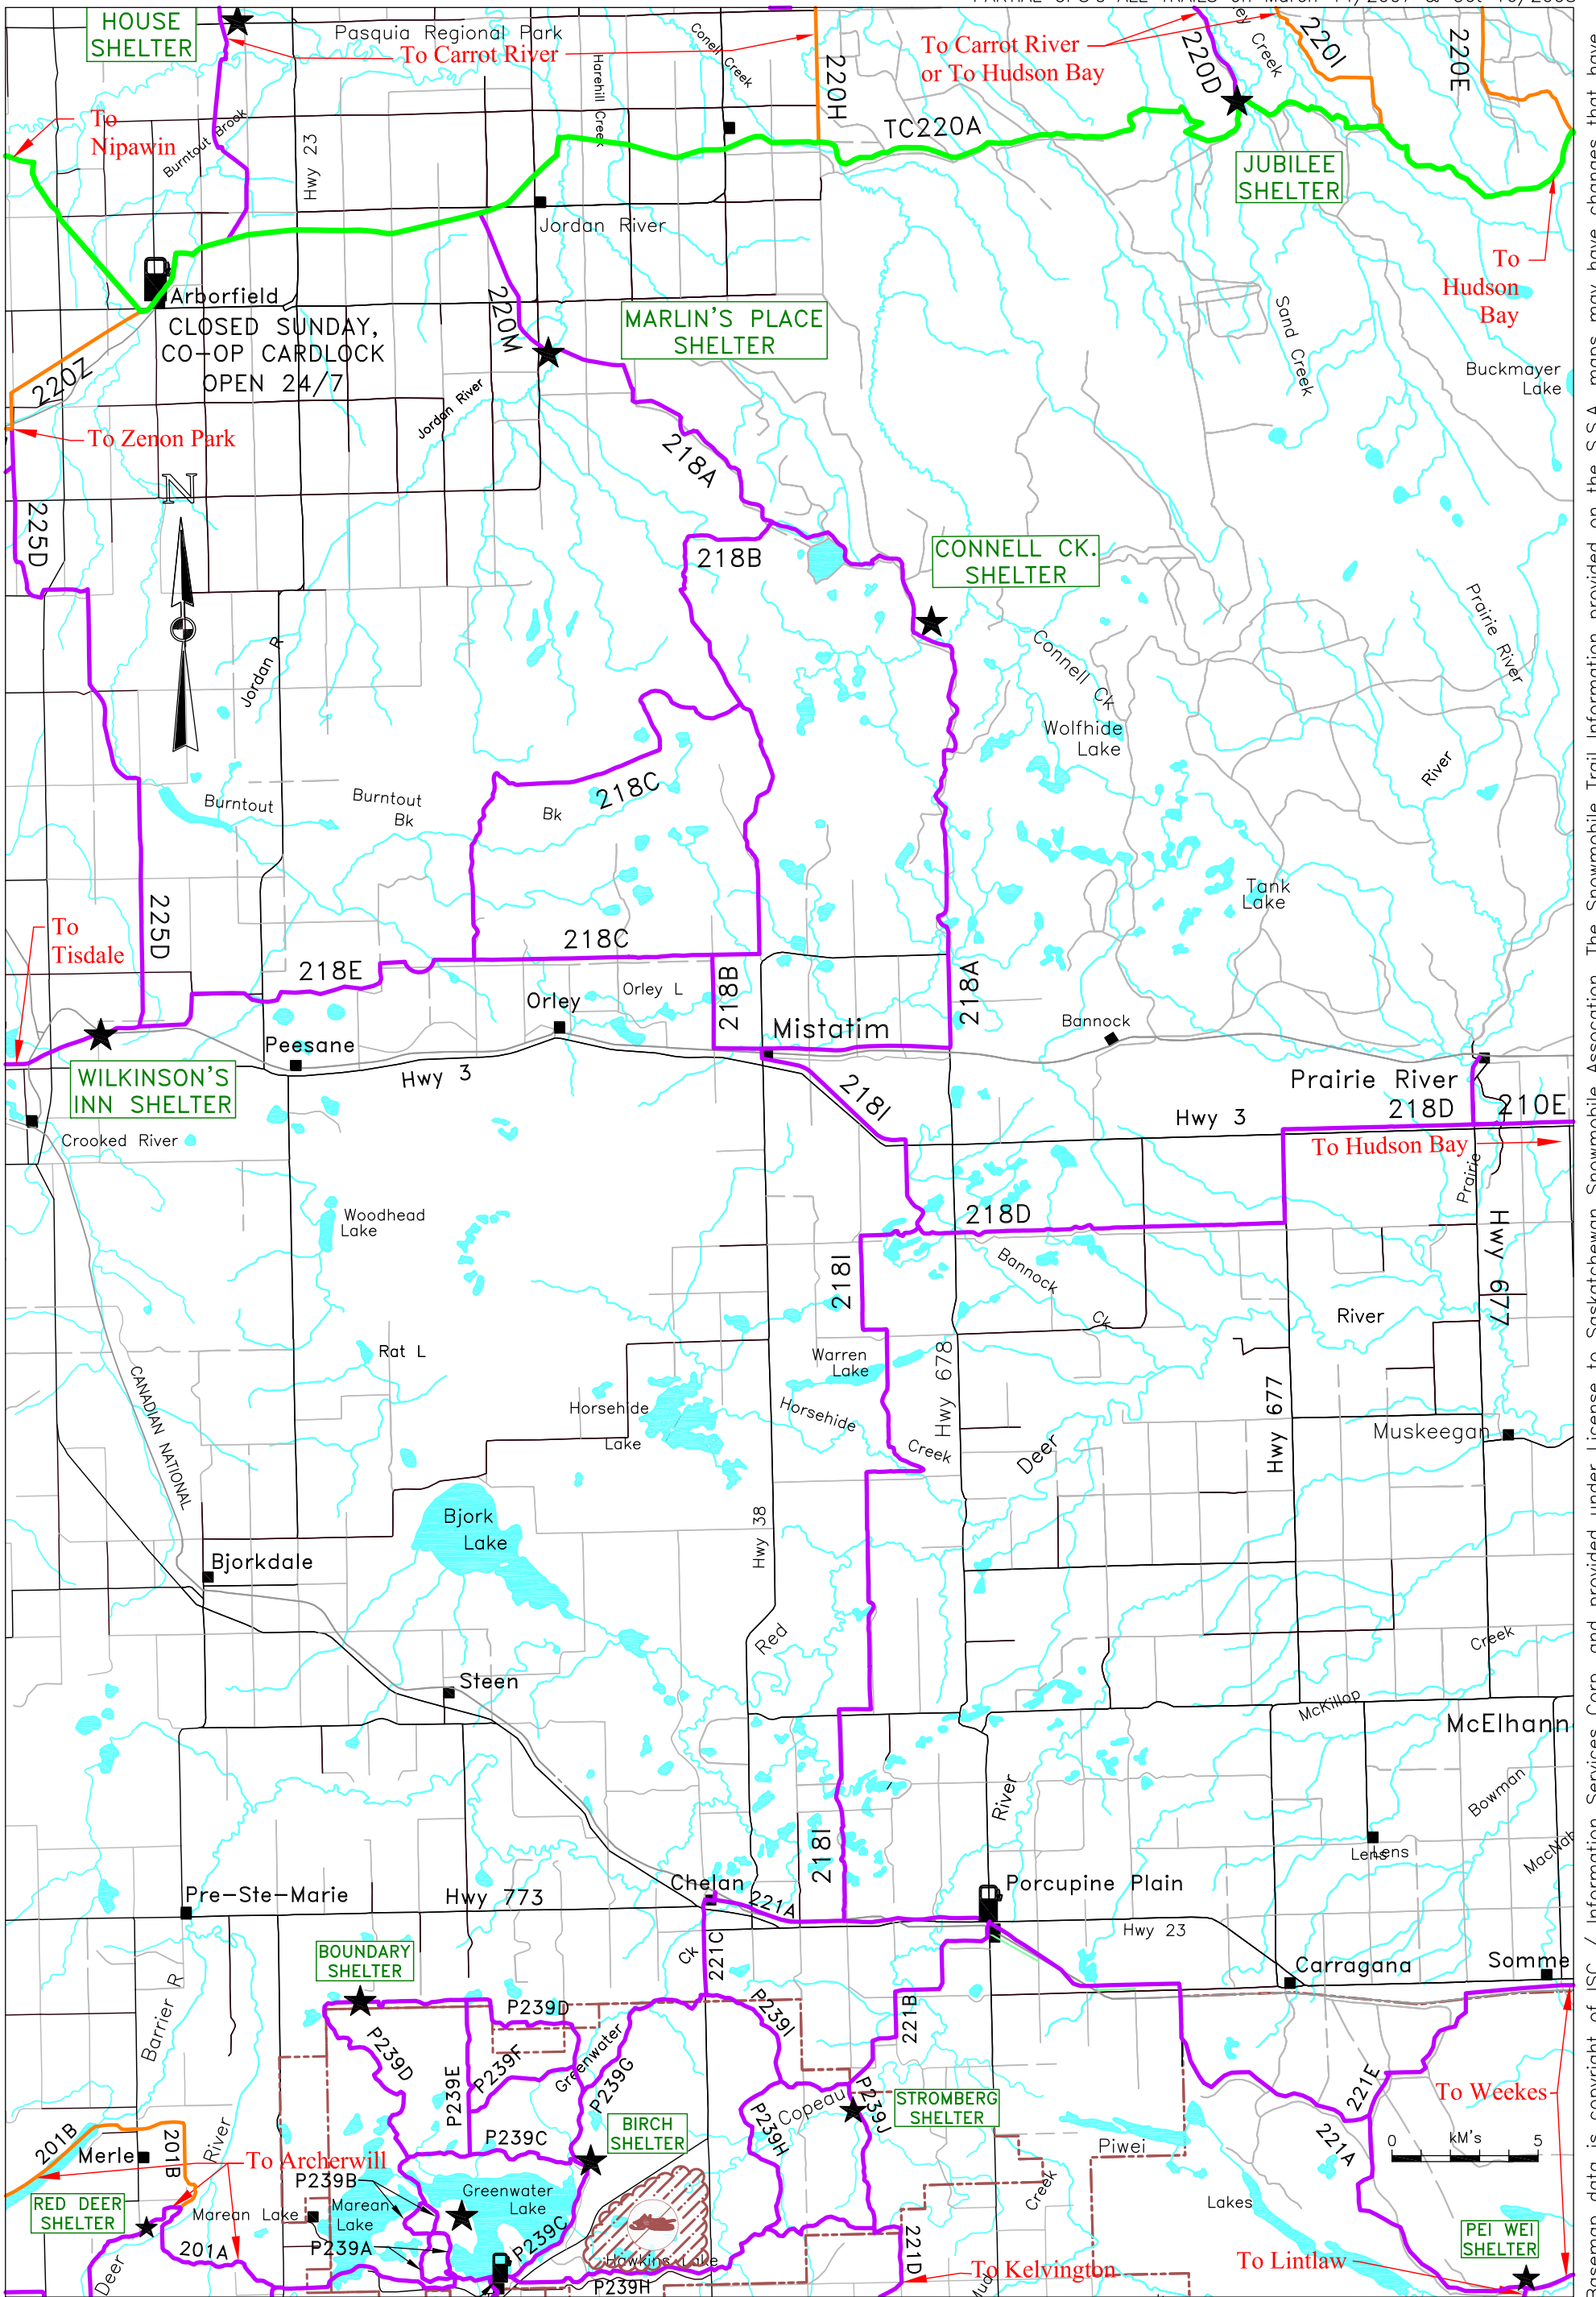 HOUSE
SHELTER
Pasquia Regional Park
To Carrot River
Conell Creek
Harehill Creek
220H
To Carrot River
or To Hudson Bay
220D
Creek
220I
220E
To
Nipawin
Burntout Brook
Hwy 23
TC220A
JUBILEE
SHELTER
Jordan River
To
Hudson
Bay
Arborfield
CLOSED SUNDAY,
CO-OP CARDLOCK
OPEN 24/7
220M
MARLIN'S PLACE
SHELTER
Sand Creek
Buckmayer
Lake
220Z
Jordan River
To Zenon Park
218A
N
225D
218B
CONNELL CK.
SHELTER
Prairie River
Jordan R
Connell Ck
Wolfhide
Lake
River
Burntout
Burntout
Bk
Bk
218C
Tank
Lake
To
Tisdale
225D
218C
218E
218B
218A
Orley
Orley L
Mistatim
Bannock
Peesane
Hwy 3
WILKINSON'S
INN SHELTER
218I
Prairie River
218D
210E
Hwy 3
To Hudson Bay
Crooked River
Prairie
Woodhead
Lake
218D
218I
Bannock
Ck
Hwy 677
River
Rat L
Warren
Lake
Hwy 678
CANADIAN NATIONAL
Horsehide
Lake
Horsehide
Creek
Deer
Hwy 677
Muskeegan
Bjork
Lake
Hwy 38
Bjorkdale
Red
Creek
Steen
McKillop
McElhann
River
Bowman
218I
Lens
Lens
Chelan
221A
Porcupine Plain
Pre-Ste-Marie
Hwy 773
Hwy 23
BOUNDARY
SHELTER
Ck
221C
Carragana
Somme
Barrier R
P239D
P239I
221B
P239D
P239E
P239F
Greenwater
P239G
221E
To Weekes
Copeau
P239J
STROMBERG
SHELTER
P239H
BIRCH
SHELTER
201B
Merle
201B
River
P239C
Piwei
221A
0 kM's 5
To Archerwill
P239B
RED DEER
SHELTER
Marean Lake
Marean
Lake
Greenwater
Lake
Creek
Lakes
PEI WEI
SHELTER
201A
P239A
P239C
Deer
Hawkins Lake
P239H
221D
To Kelvington
To Lintlaw